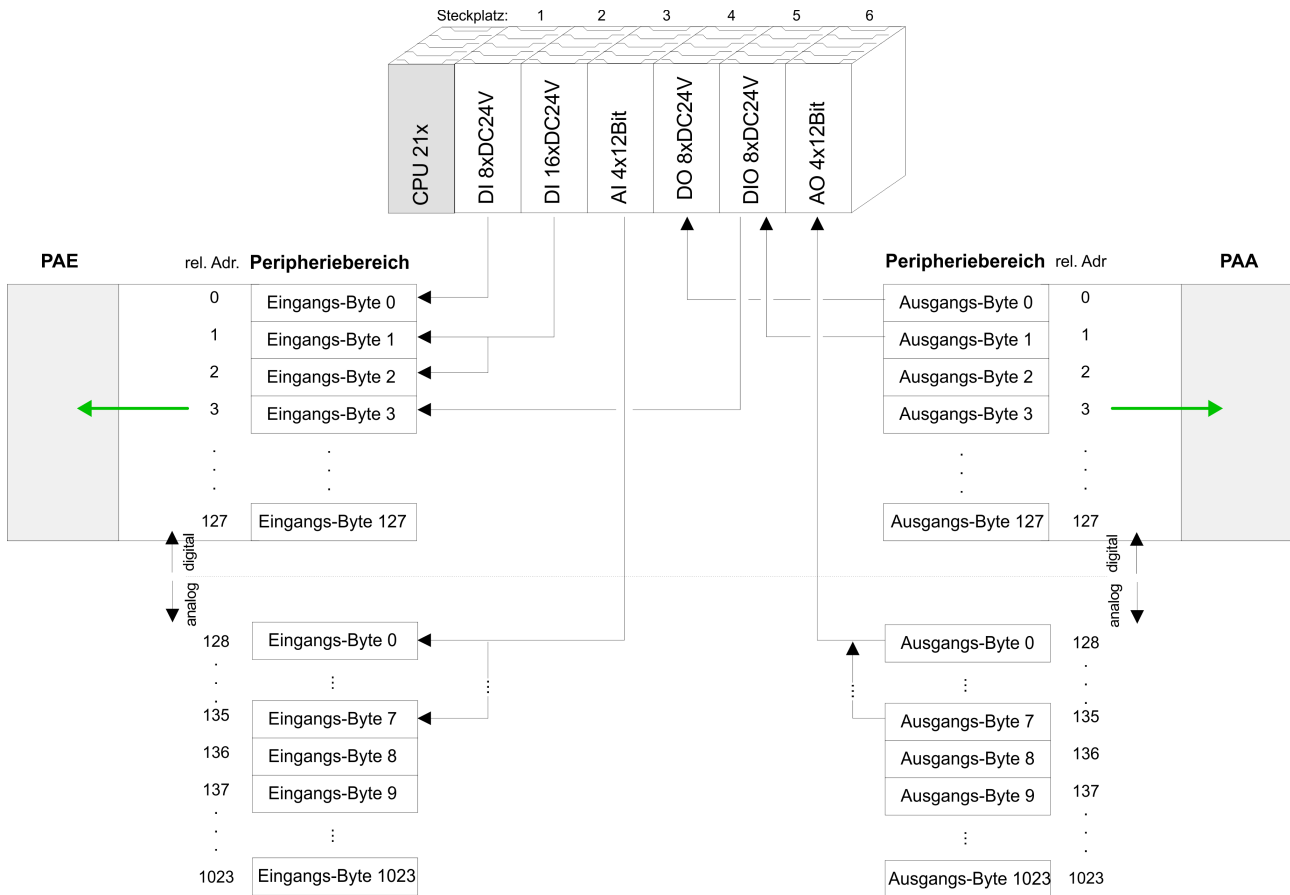 Steckplatz: 1 2 3 4 5 6
CPU 21x
DI 8xDC24V
DI 16xDC24V
AI 4x12Bit
DO 8xDC24V
DIO 8xDC24V
AO 4x12Bit
PAE
rel. Adr. Peripheriebereich
0 Eingangs-Byte 0
1 Eingangs-Byte 1
2 Eingangs-Byte 2
3 Eingangs-Byte 3
. .
. .
. .
127 Eingangs-Byte 127
digital
analog
128 Eingangs-Byte 0
. ...
. ...
.
135 Eingangs-Byte 7
136 Eingangs-Byte 8
137 Eingangs-Byte 9
. ...
.
.
1023 Eingangs-Byte 1023
Peripheriebereich rel. Adr
PAA
Ausgangs-Byte 0 0
Ausgangs-Byte 1 1
Ausgangs-Byte 2 2
Ausgangs-Byte 3 3
. .
. .
. .
Ausgangs-Byte 127 127
digital
analog
Ausgangs-Byte 0 128
... .
... .
.
Ausgangs-Byte 7 135
Ausgangs-Byte 8 136
Ausgangs-Byte 9 137
... .
.
.
Ausgangs-Byte 1023 1023